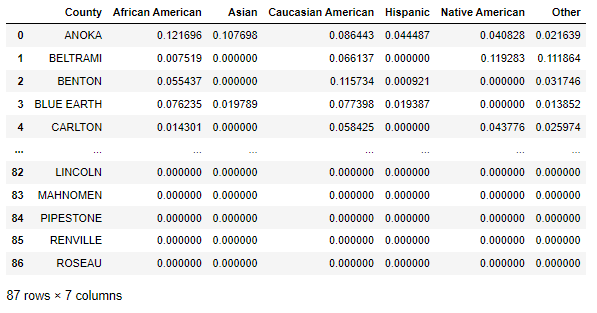 County African American Asian Caucasian American Hispanic Native American Other
0 ANOKA 0.121696 0.107698 0.086443 0.044487 0.040828 0.021639
1 BELTRAMI 0.007519 0.000000 0.066137 0.000000 0.119283 0.111864
2 BENTON 0.055437 0.000000 0.115734 0.000921 0.000000 0.031746
3 BLUE EARTH 0.076235 0.019789 0.077398 0.019387 0.000000 0.013852
4 CARLTON 0.014301 0.000000 0.058425 0.000000 0.043776 0.025974
... ... ... ... ... ... ... ...
82 LINCOLN 0.000000 0.000000 0.000000 0.000000 0.000000 0.000000
83 MAHNOMEN 0.000000 0.000000 0.000000 0.000000 0.000000 0.000000
84 PIPESTONE 0.000000 0.000000 0.000000 0.000000 0.000000 0.000000
85 RENVILLE 0.000000 0.000000 0.000000 0.000000 0.000000 0.000000
86 ROSEAU 0.000000 0.000000 0.000000 0.000000 0.000000 0.000000
87 rows × 7 columns